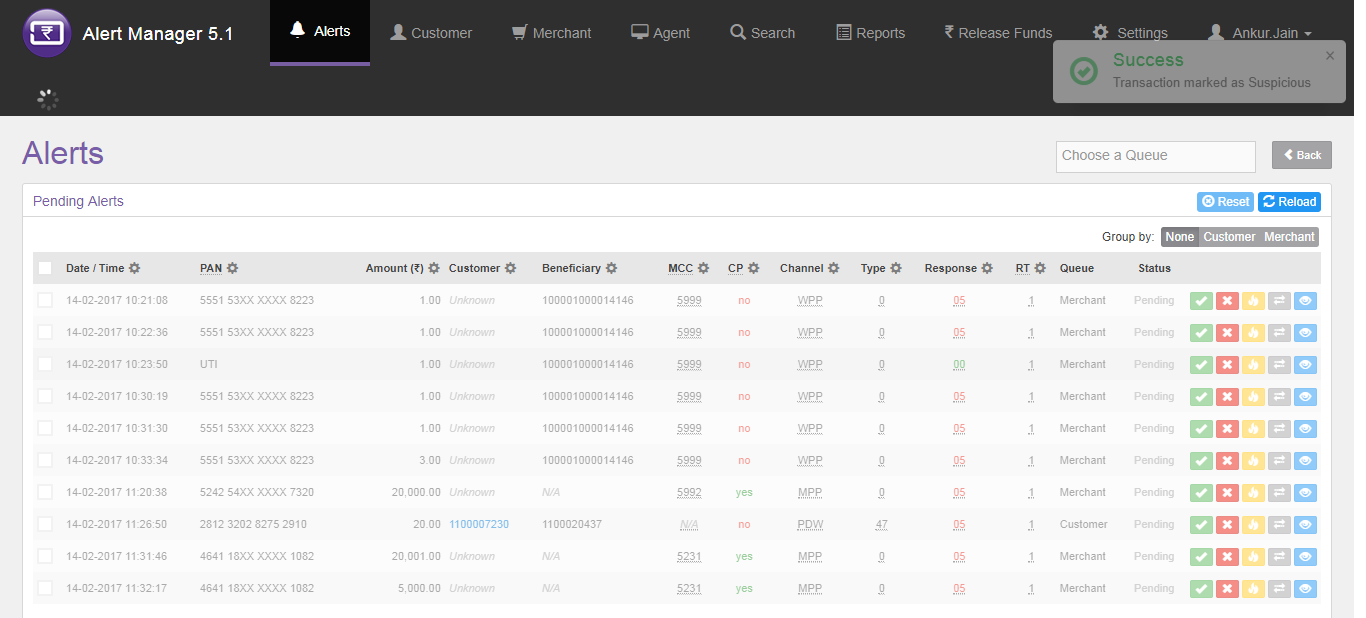 Alert Manager 5.1 Alerts Customer Merchant Agent Search Reports ₹ Release Funds Settings Ankur.Jain
Success ×
Transaction marked as Suspicious
Alerts Choose a Queue Back
Pending Alerts Reset Reload
Group by: None Customer Merchant
Date / Time PAN Amount (₹) Customer Beneficiary MCC CP Channel Type Response RT Queue Status
14-02-2017 10:21:08 5551 53XX XXXX 8223 1.00 Unknown 100001000014146 5999 no WPP 0 05 1 Merchant Pending
14-02-2017 10:22:36 5551 53XX XXXX 8223 1.00 Unknown 100001000014146 5999 no WPP 0 05 1 Merchant Pending
14-02-2017 10:23:50 UTI 1.00 Unknown 100001000014146 5999 no WPP 0 00 1 Merchant Pending
14-02-2017 10:30:19 5551 53XX XXXX 8223 1.00 Unknown 100001000014146 5999 no WPP 0 05 1 Merchant Pending
14-02-2017 10:31:30 5551 53XX XXXX 8223 1.00 Unknown 100001000014146 5999 no WPP 0 05 1 Merchant Pending
14-02-2017 10:33:34 5551 53XX XXXX 8223 3.00 Unknown 100001000014146 5999 no WPP 0 05 1 Merchant Pending
14-02-2017 11:20:38 5242 54XX XXXX 7320 20,000.00 Unknown N/A 5992 yes MPP 0 05 1 Merchant Pending
14-02-2017 11:26:50 2812 3202 8275 2910 20.00 1100007230 1100020437 N/A no PDW 47 05 1 Customer Pending
14-02-2017 11:31:46 4641 18XX XXXX 1082 20,001.00 Unknown N/A 5231 yes MPP 0 05 1 Merchant Pending
14-02-2017 11:32:17 4641 18XX XXXX 1082 5,000.00 Unknown N/A 5231 yes MPP 0 05 1 Merchant Pending